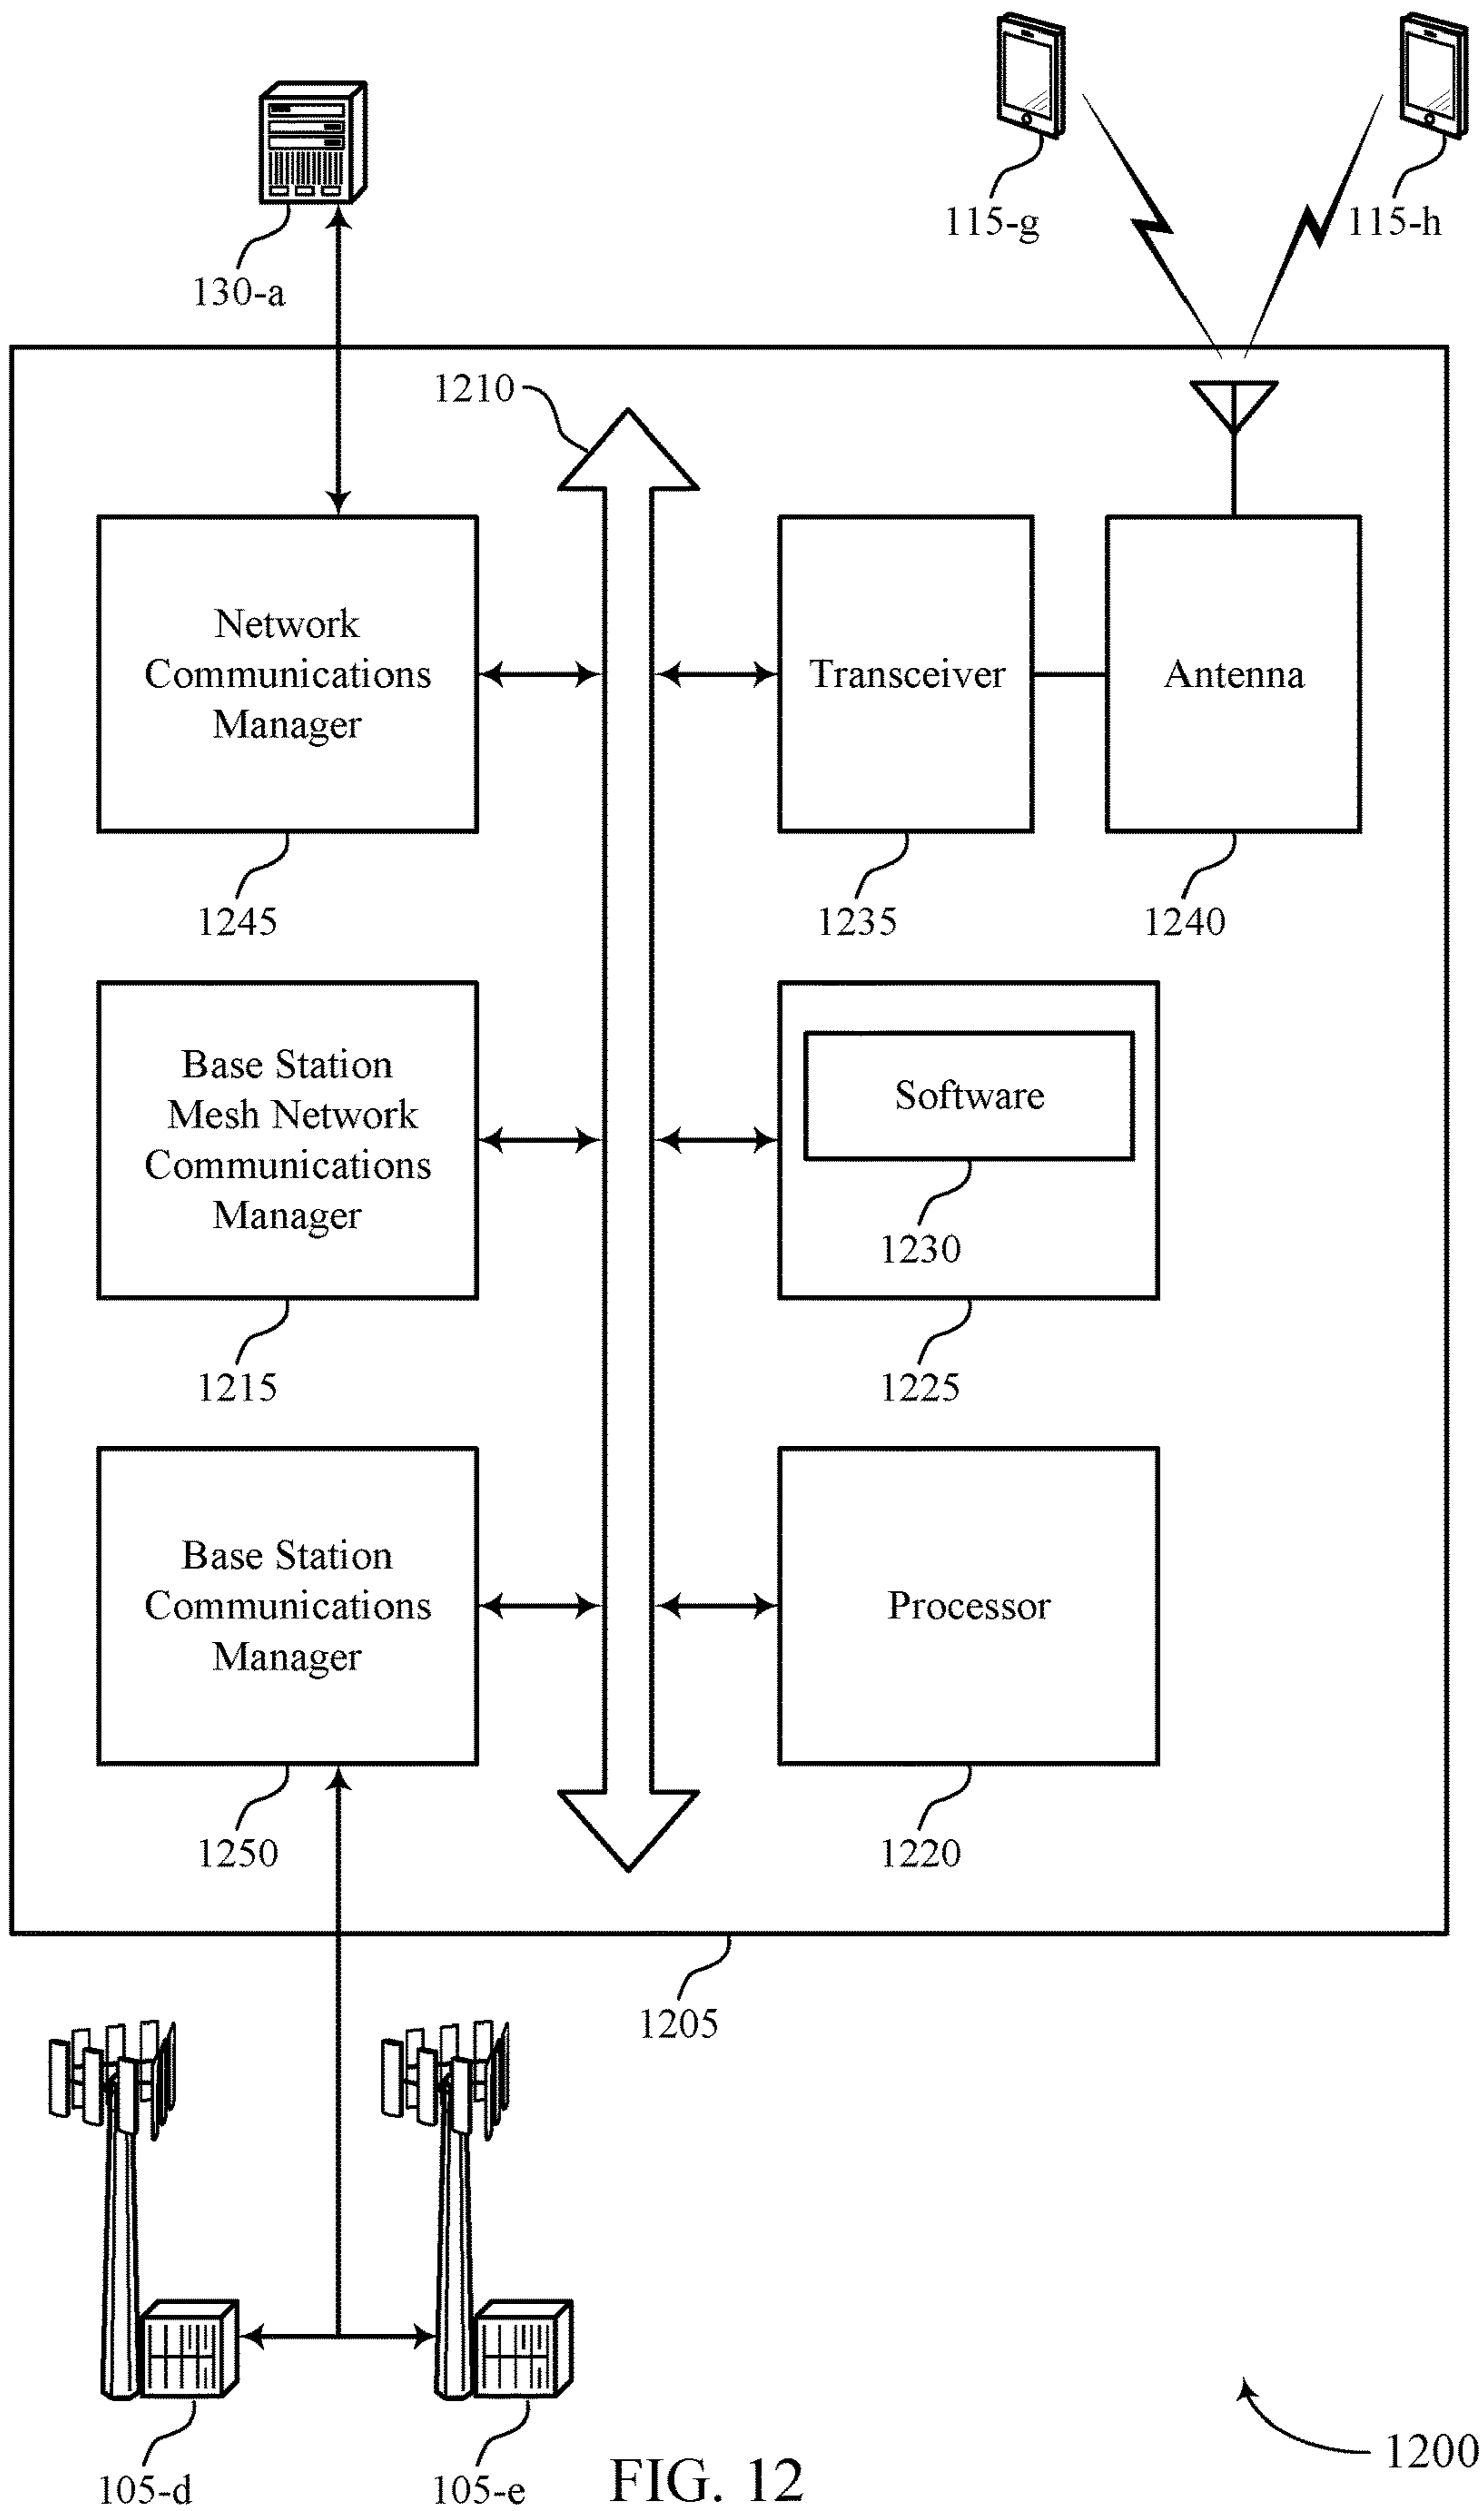 115-g
115-h
130-a
1210
Network
Communications
Manager
Transceiver
Antenna
1245
1235
1240
Base Station
Mesh Network
Communications
Manager
Software
1230
1215
1225
Base Station
Communications
Manager
Processor
1250
1220
1205
105-d
105-e
FIG. 12
1200